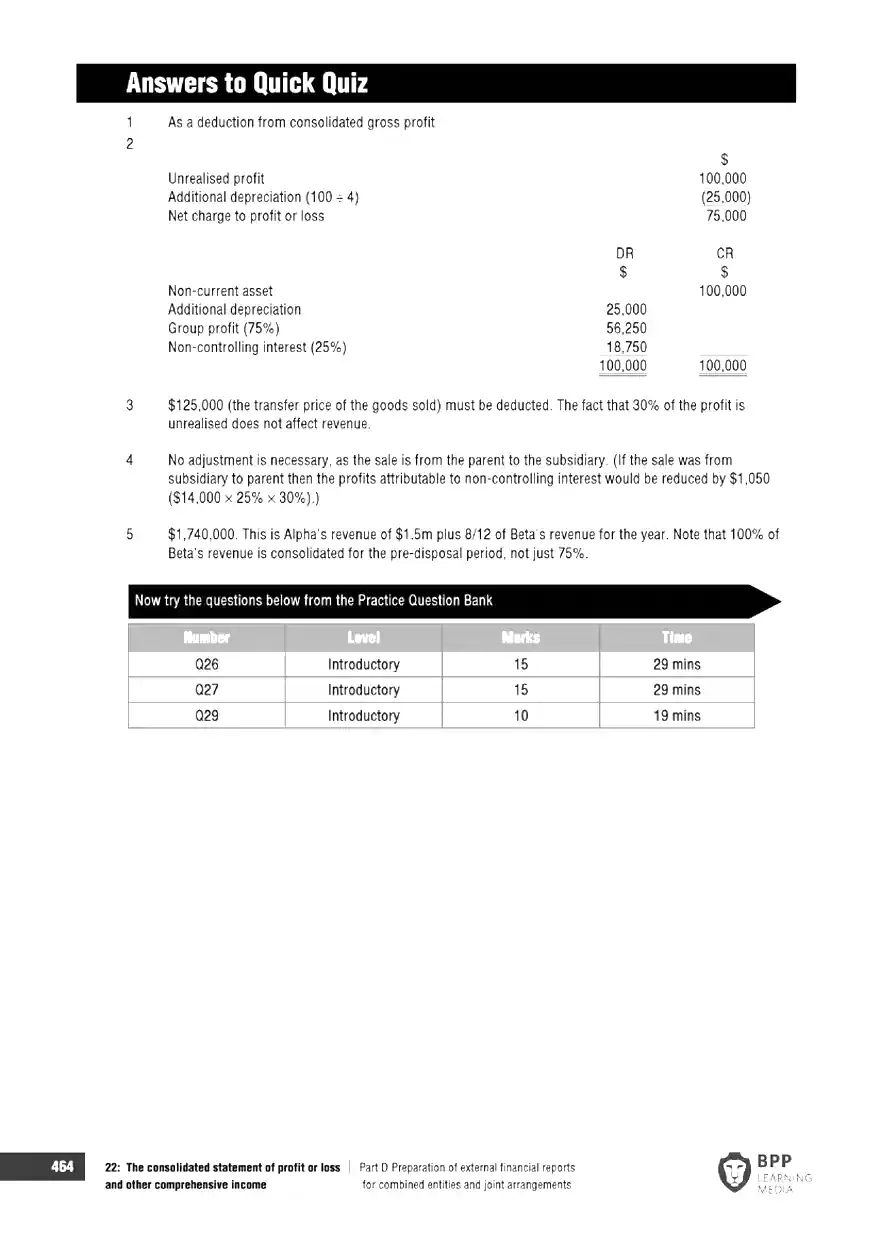 Answers to Quick Quiz
1 As a deduction from consolidated gross profit
2
$
Unrealised profit 100,000
Additional depreciation (100 ÷ 4) (25,000)
Net charge to profit or loss 75,000
DR CR
$ $
Non-current asset 100,000
Additional depreciation 25,000
Group profit (75%) 56,250
Non-controlling interest (25%) 18,750
100,000 100,000
3 $125,000 (the transfer price of the goods sold) must be deducted. The fact that 30% of the profit is
unrealised does not affect revenue.
4 No adjustment is necessary, as the sale is from the parent to the subsidiary. (If the sale was from
subsidiary to parent then the profits attributable to non-controlling interest would be reduced by $1,050
($14,000 × 25% × 30%).)
5 $1,740,000. This is Alpha's revenue of $1.5m plus 8/12 of Beta's revenue for the year. Note that 100% of
Beta's revenue is consolidated for the pre-disposal period, not just 75%.
Now try the questions below from the Practice Question Bank
Number Level Marks Time
Q26 Introductory 15 29 mins
Q27 Introductory 15 29 mins
Q29 Introductory 10 19 mins
464 22: The consolidated statement of profit or loss | Part D Preparation of external financial reports
and other comprehensive income for combined entities and joint arrangements
BPP
LEARNING
MEDIA